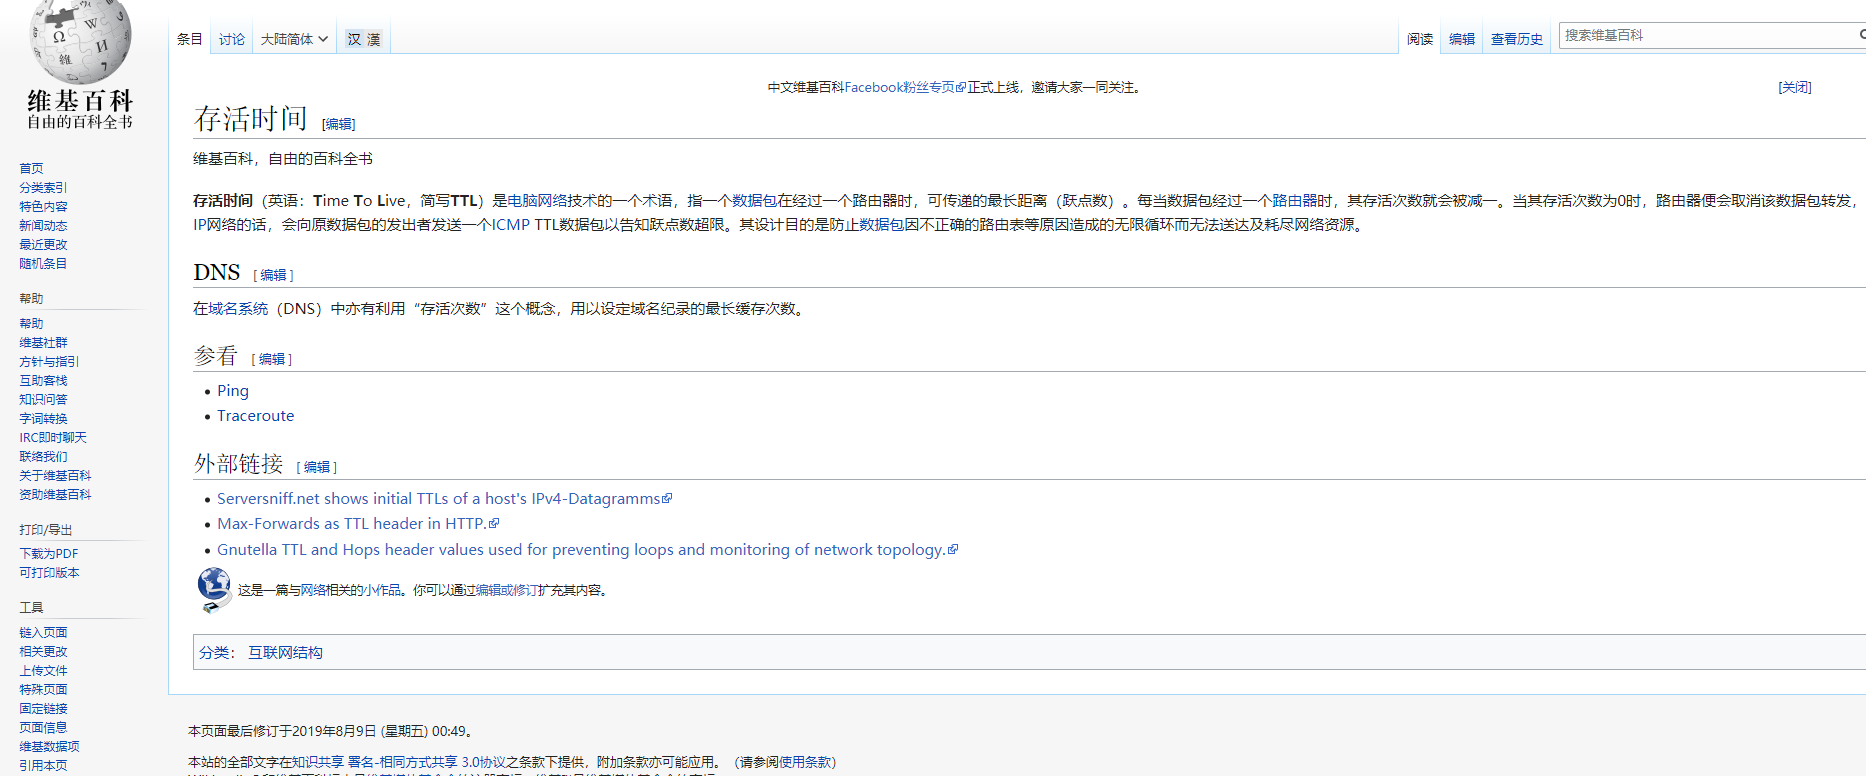 维基百科
自由的百科全书
条目 讨论 大陆简体 汉 漢 阅读 编辑 查看历史 搜索维基百科
中文维基百科Facebook粉丝专页正式上线，邀请大家一同关注。 [关闭]
存活时间 [编辑]
维基百科，自由的百科全书
存活时间（英语：Time To Live，简写TTL）是电脑网络技术的一个术语，指一个数据包在经过一个路由器时，可传递的最长距离（跃点数）。每当数据包经过一个路由器时，其存活次数就会被减一。当其存活次数为0时，路由器便会取消该数据包转发，
IP网络的话，会向原数据包的发出者发送一个ICMP TTL数据包以告知跃点数超限。其设计目的是防止数据包因不正确的路由表等原因造成的无限循环而无法送达及耗尽网络资源。
DNS [ 编辑 ]
在域名系统（DNS）中亦有利用“存活次数”这个概念，用以设定域名纪录的最长缓存次数。
参看 [ 编辑 ]
• Ping
• Traceroute
外部链接 [ 编辑 ]
• Serversniff.net shows initial TTLs of a host's IPv4-Datagramms
• Max-Forwards as TTL header in HTTP.
• Gnutella TTL and Hops header values used for preventing loops and monitoring of network topology.
这是一篇与网络相关的小作品。你可以通过编辑或修订扩充其内容。
分类： 互联网结构
首页
分类索引
特色内容
新闻动态
最近更改
随机条目
帮助
帮助
维基社群
方针与指引
互助客栈
知识问答
字词转换
IRC即时聊天
联络我们
关于维基百科
资助维基百科
打印/导出
下载为PDF
可打印版本
工具
链入页面
相关更改
上传文件
特殊页面
固定链接
页面信息
维基数据项
引用本页
本页面最后修订于2019年8月9日 (星期五) 00:49。
本站的全部文字在知识共享 署名-相同方式共享 3.0协议之条款下提供，附加条款亦可能应用。（请参阅使用条款）